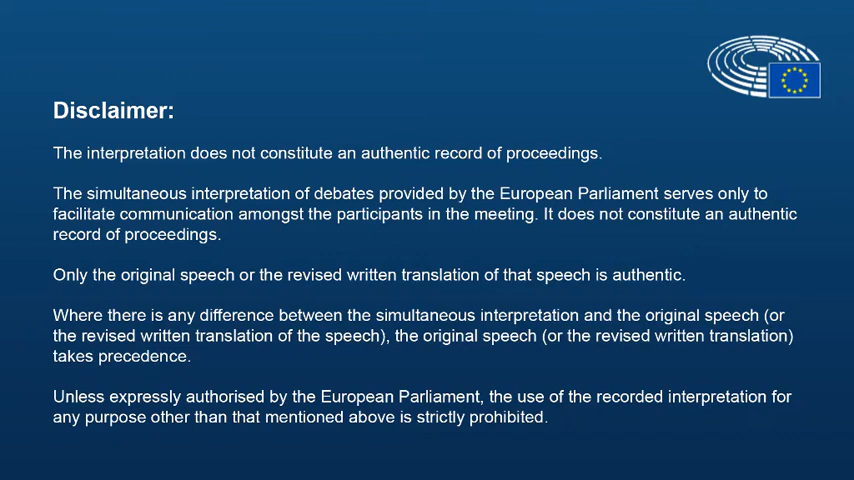 Disclaimer:
The interpretation does not constitute an authentic record of proceedings.
The simultaneous interpretation of debates provided by the European Parliament serves only to
facilitate communication amongst the participants in the meeting. It does not constitute an authentic
record of proceedings.
Only the original speech or the revised written translation of that speech is authentic.
Where there is any difference between the simultaneous interpretation and the original speech (or
the revised written translation of the speech), the original speech (or the revised written translation)
takes precedence.
Unless expressly authorised by the European Parliament, the use of the recorded interpretation for
any purpose other than that mentioned above is strictly prohibited.